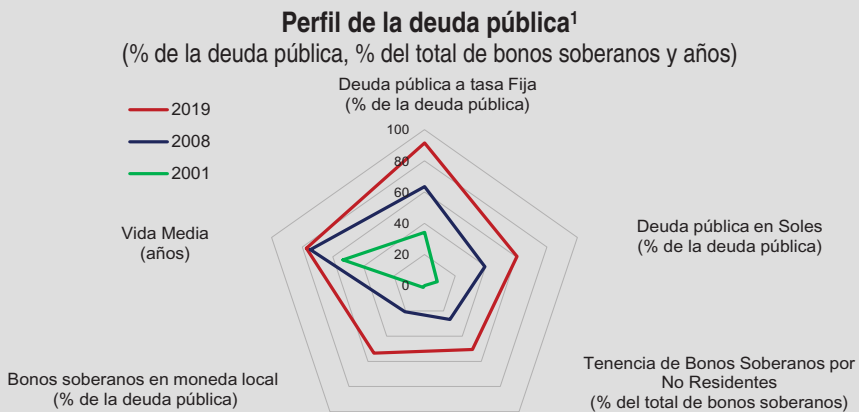 Perfil de la deuda pública¹
(% de la deuda pública, % del total de bonos soberanos y años)
Deuda pública a tasa Fija
(% de la deuda pública)
2019
2008
2001
100
80
60
40
20
0
Vida Media
(años)
Deuda pública en Soles
(% de la deuda pública)
Bonos soberanos en moneda local
(% de la deuda pública)
Tenencia de Bonos Soberanos por
No Residentes
(% del total de bonos soberanos)